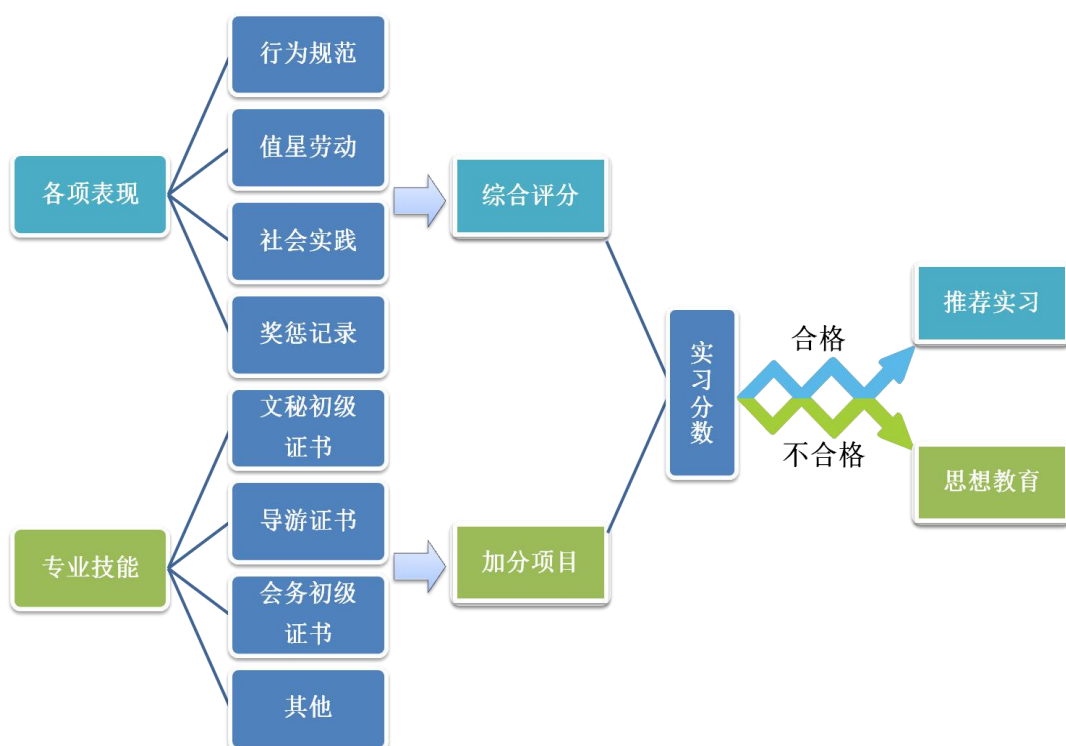 各项表现
行为规范
值星劳动
社会实践
奖惩记录
综合评分
专业技能
文秘初级
证书
导游证书
会务初级
证书
其他
加分项目
实习分数
合格
不合格
推荐实习
思想教育